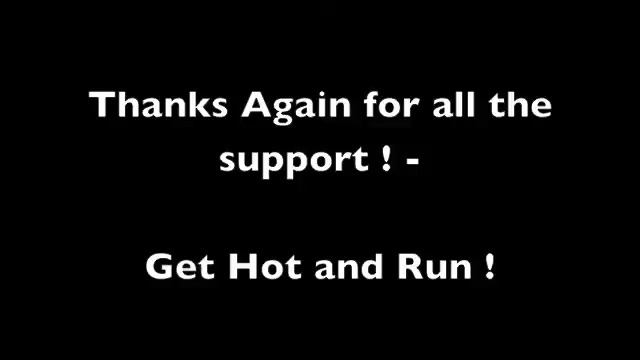 Thanks Again for all the
support ! -
Get Hot and Run !